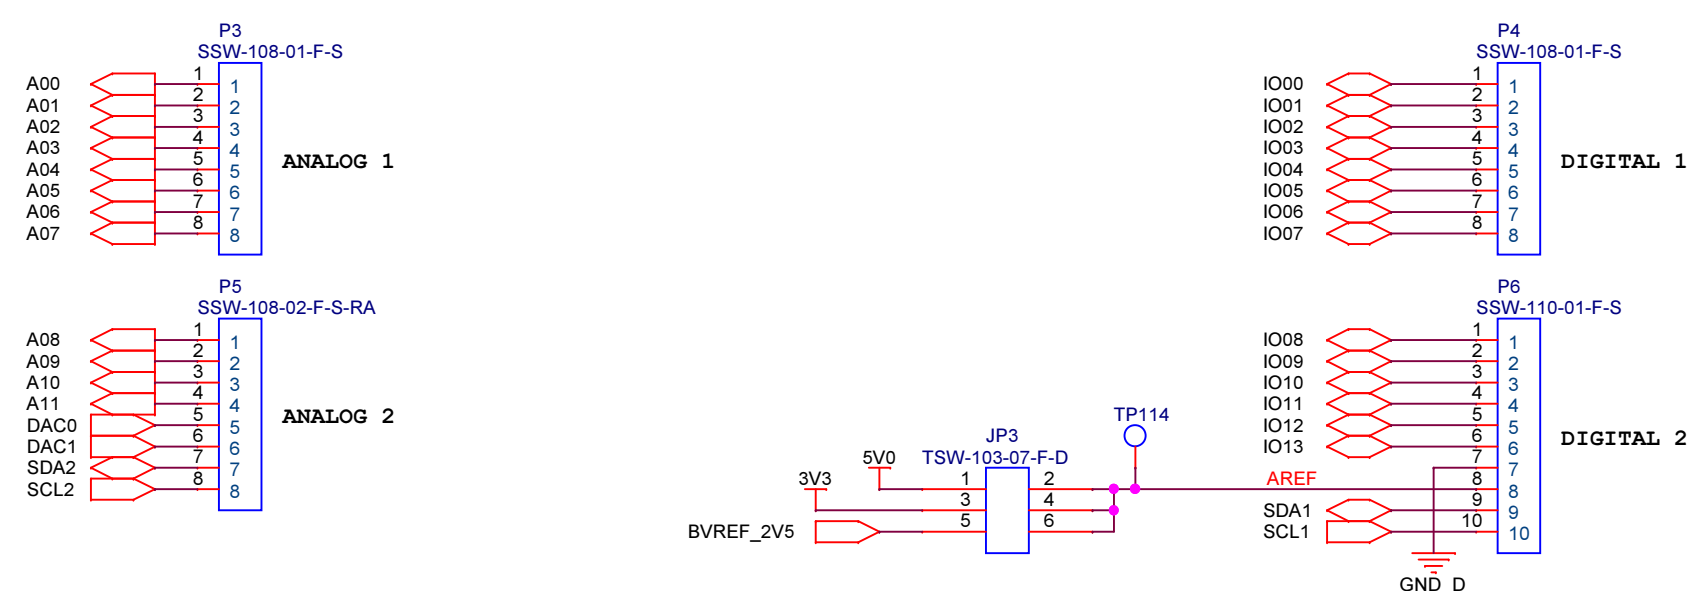 P3
SSW-108-01-F-S
A00 1 1
A01 2 2
A02 3 3
A03 4 4
A04 5 5
A05 6 6
A06 7 7
A07 8 8
ANALOG 1
P4
SSW-108-01-F-S
IO00 1 1
IO01 2 2
IO02 3 3
IO03 4 4
IO04 5 5
IO05 6 6
IO06 7 7
IO07 8 8
DIGITAL 1
P5
SSW-108-02-F-S-RA
A08 1 1
A09 2 2
A10 3 3
A11 4 4
DAC0 5 5
DAC1 6 6
SDA2 7 7
SCL2 8 8
ANALOG 2
JP3
TSW-103-07-F-D
5V0 1 2
3V3 3 4
BVREF_2V5 5 6
TP114
AREF
P6
SSW-110-01-F-S
IO08 1 1
IO09 2 2
IO10 3 3
IO11 4 4
IO12 5 5
IO13 6 6
7 7
8 8
SDA1 9 9
SCL1 10 10
GND_D
DIGITAL 2